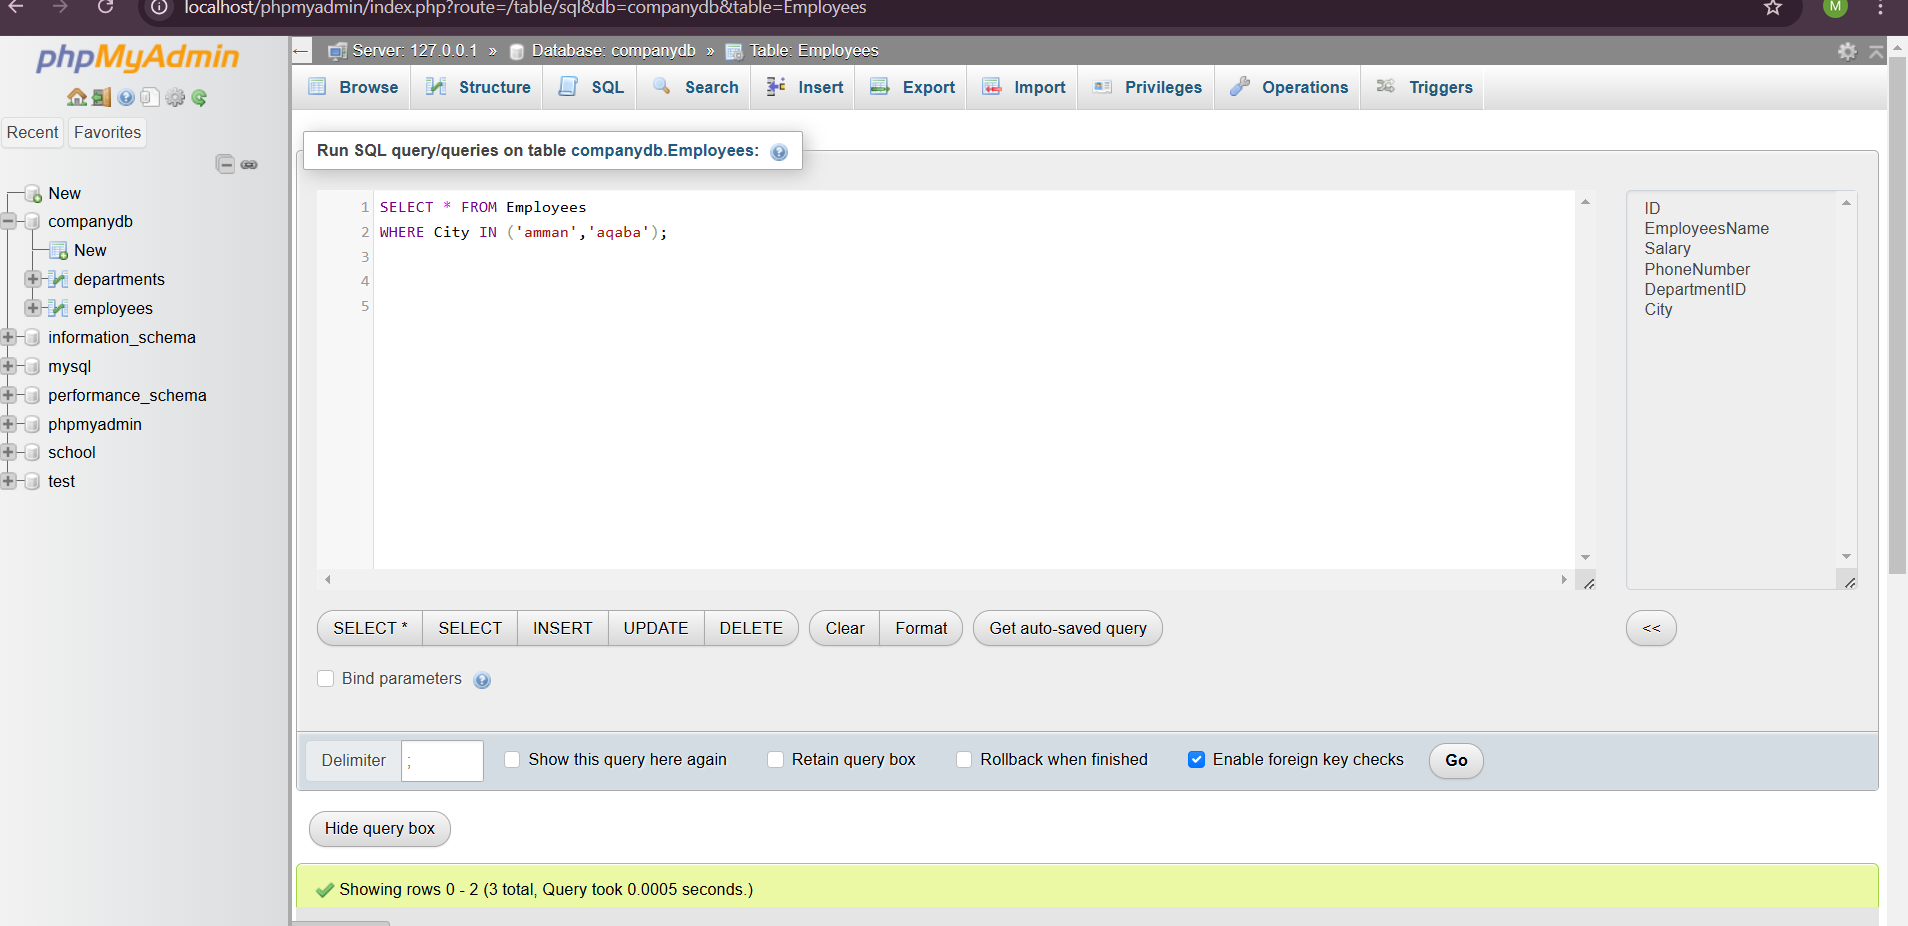 localhost/phpmyadmin/index.php?route=/table/sql&db=companydb&table=Employees
M
phpMyAdmin
Recent
Favorites
New
companydb
New
departments
employees
information_schema
mysql
performance_schema
phpmyadmin
school
test
Server: 127.0.0.1 » Database: companydb » Table: Employees
Browse Structure SQL Search Insert Export Import Privileges Operations Triggers
Run SQL query/queries on table companydb.Employees:
1 SELECT * FROM Employees
2 WHERE City IN ('amman','aqaba');
3
4
5
ID
EmployeesName
Salary
PhoneNumber
DepartmentID
City
SELECT * SELECT INSERT UPDATE DELETE Clear Format Get auto-saved query <<
Bind parameters
Delimiter ; Show this query here again Retain query box Rollback when finished Enable foreign key checks Go
Hide query box
Showing rows 0 - 2 (3 total, Query took 0.0005 seconds.)